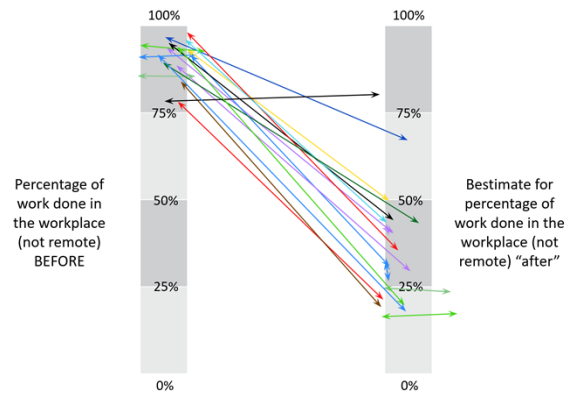 100%
100%
75%
75%
Percentage of
work done in
the workplace
(not remote)
BEFORE
50%
50%
Bestimate for
percentage of
work done in the
workplace (not
remote) “after”
25%
25%
0%
0%